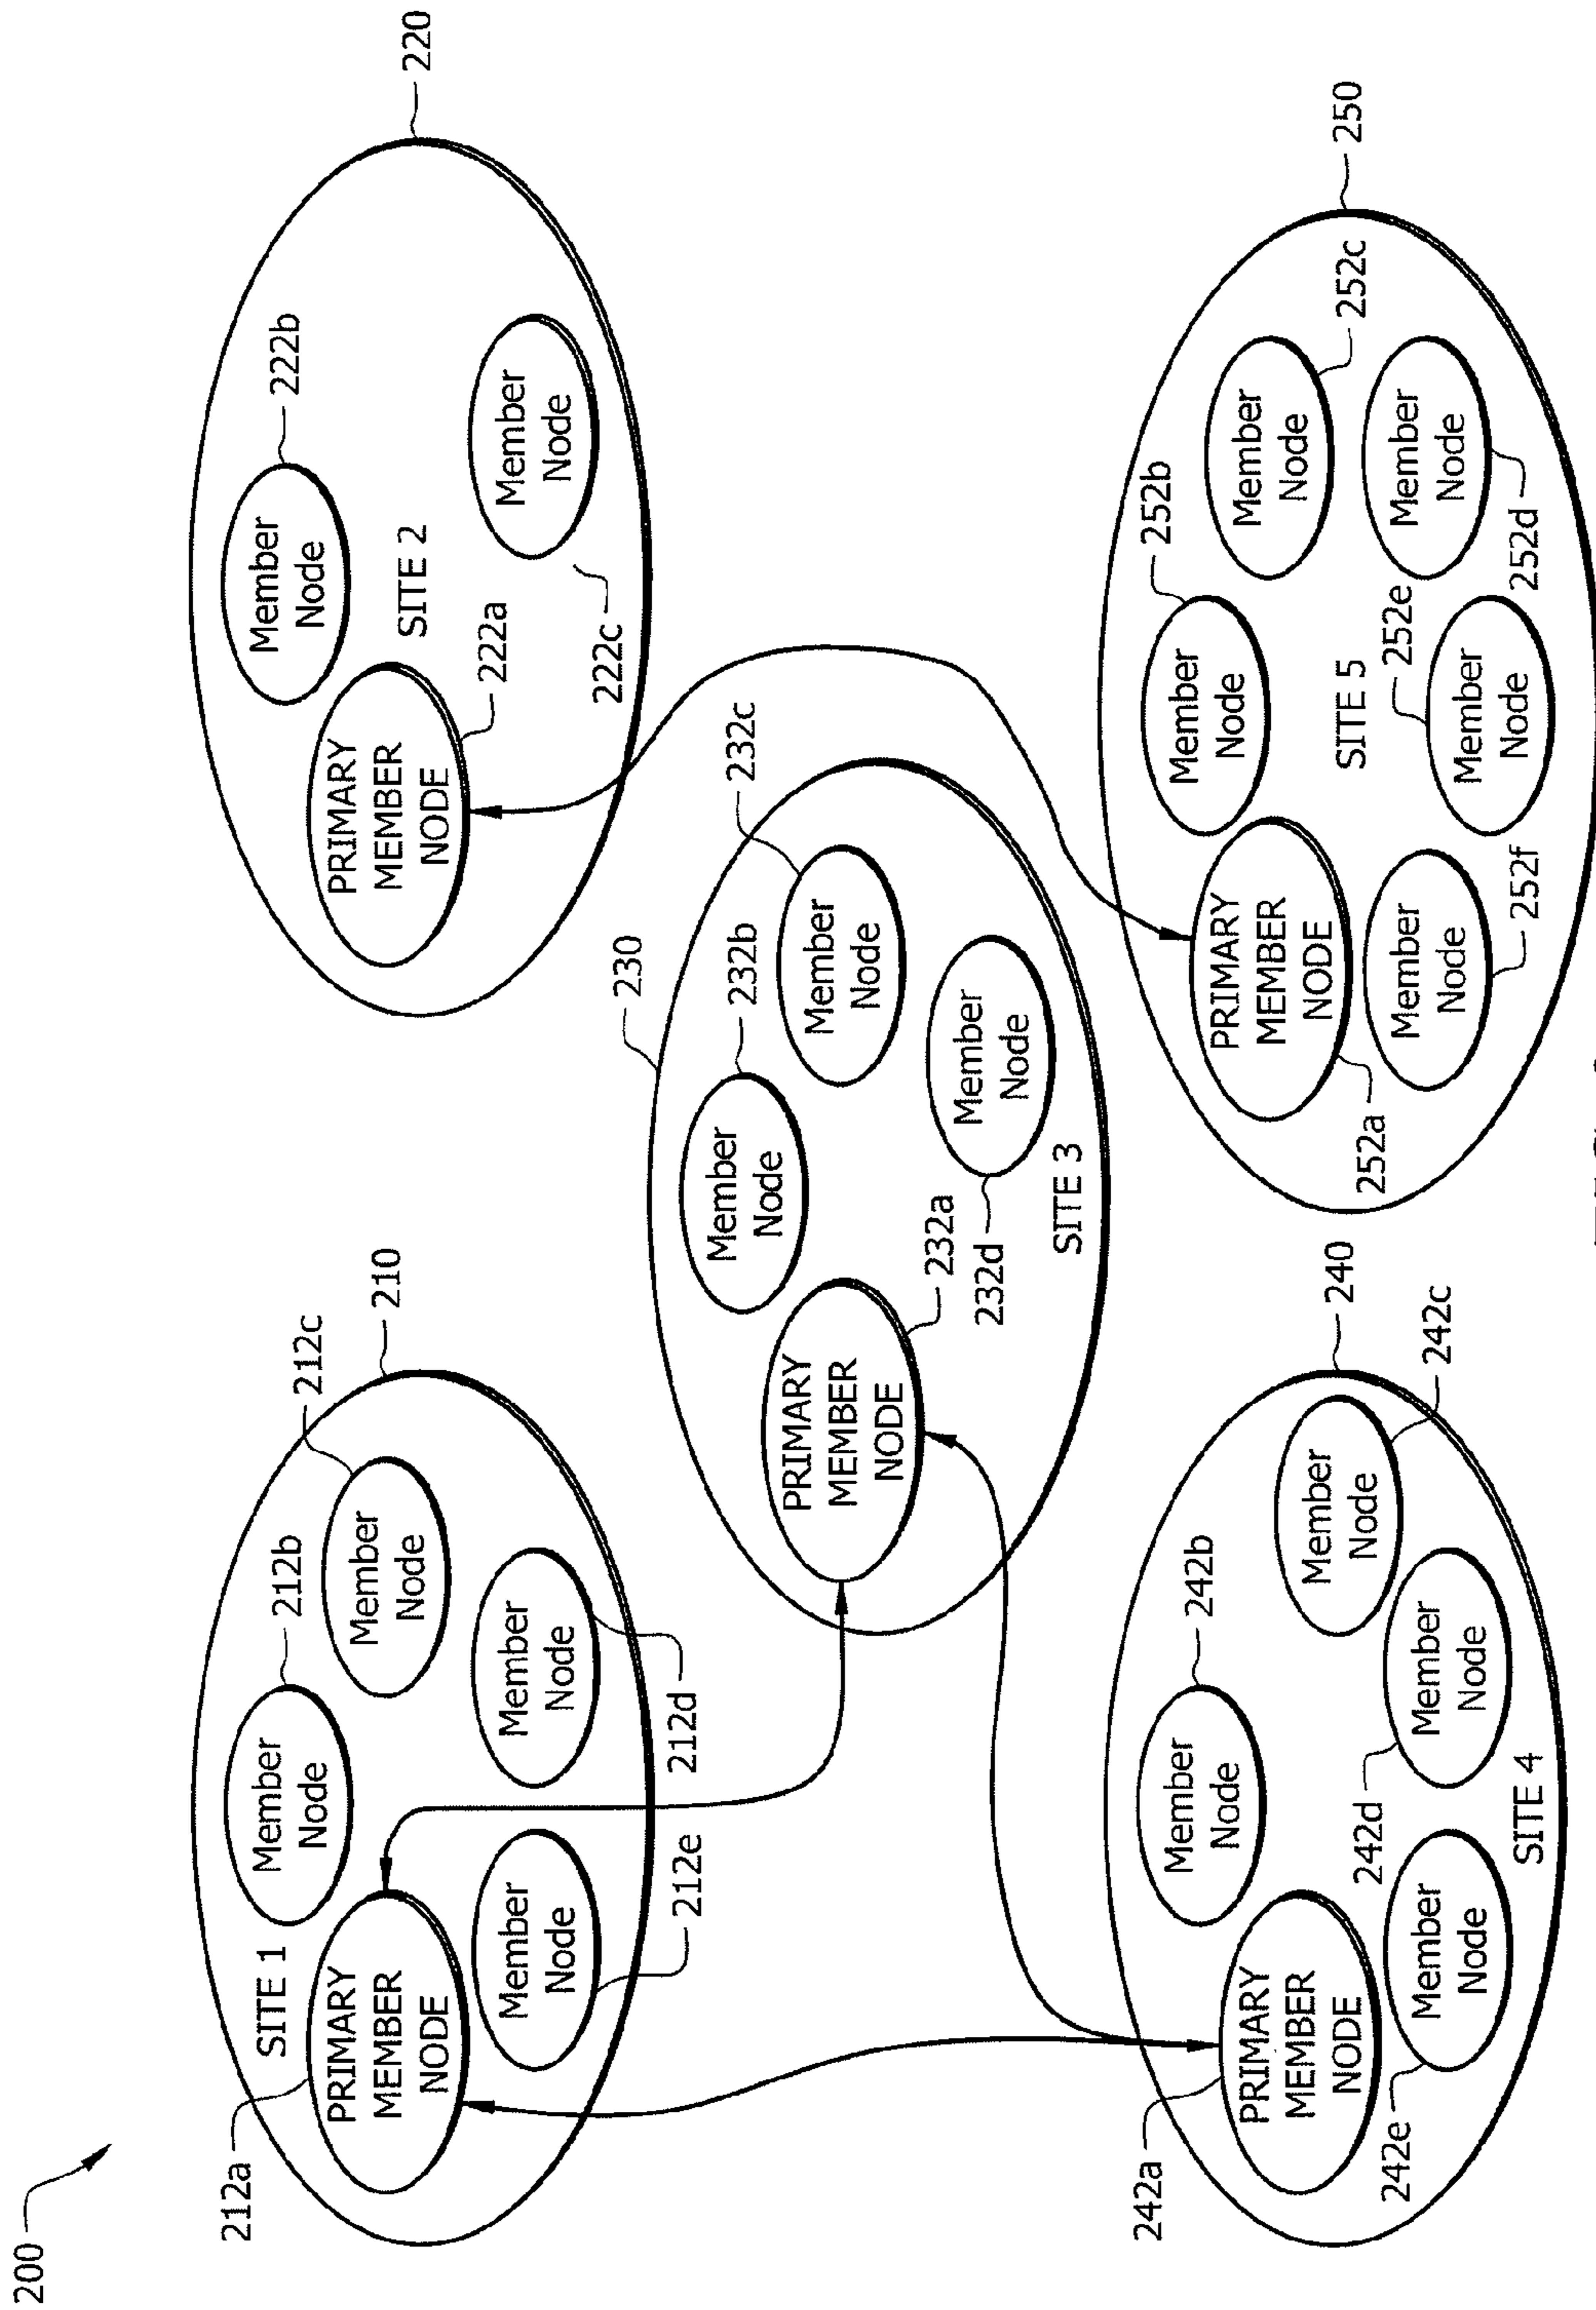 200
SITE 1
210
212a
PRIMARY
MEMBER
NODE
212b
Member
Node
212c
Member
Node
212d
Member
Node
212e
Member
Node
SITE 2
220
222a
PRIMARY
MEMBER
NODE
222b
Member
Node
222c
Member
Node
SITE 3
230
232a
PRIMARY
MEMBER
NODE
232b
Member
Node
232c
Member
Node
232d
Member
Node
SITE 4
240
242a
PRIMARY
MEMBER
NODE
242b
Member
Node
242c
Member
Node
242d
Member
Node
242e
Member
Node
SITE 5
250
252a
PRIMARY
MEMBER
NODE
252b
Member
Node
252c
Member
Node
252d
Member
Node
252e
Member
Node
252f
Member
Node